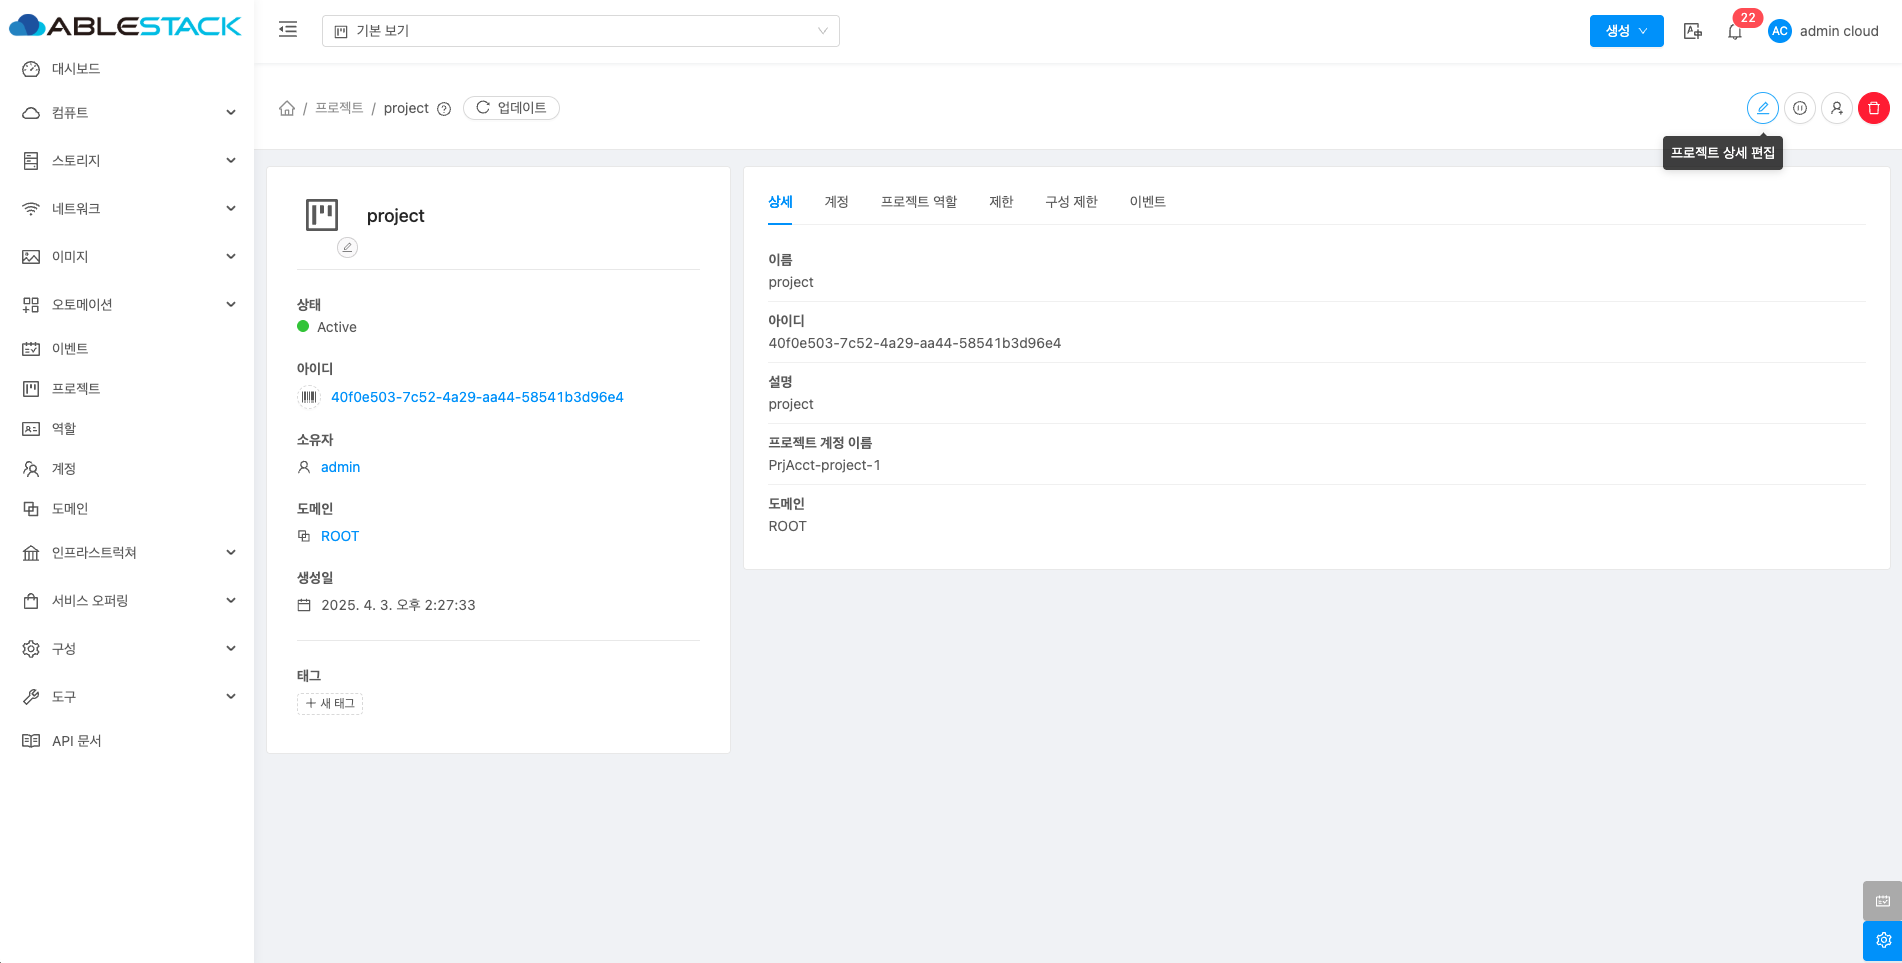 ABLESTACK
기본 보기
생성
22
AC
admin cloud
대시보드
컴퓨트
스토리지
네트워크
이미지
오토메이션
이벤트
프로젝트
역할
계정
도메인
인프라스트럭쳐
서비스 오퍼링
구성
도구
API 문서
/ 프로젝트 / project
업데이트
프로젝트 상세 편집
project
상태
Active
아이디
40f0e503-7c52-4a29-aa44-58541b3d96e4
소유자
admin
도메인
ROOT
생성일
2025. 4. 3. 오후 2:27:33
태그
+ 새 태그
상세
계정
프로젝트 역할
제한
구성 제한
이벤트
이름
project
아이디
40f0e503-7c52-4a29-aa44-58541b3d96e4
설명
project
프로젝트 계정 이름
PrjAcct-project-1
도메인
ROOT